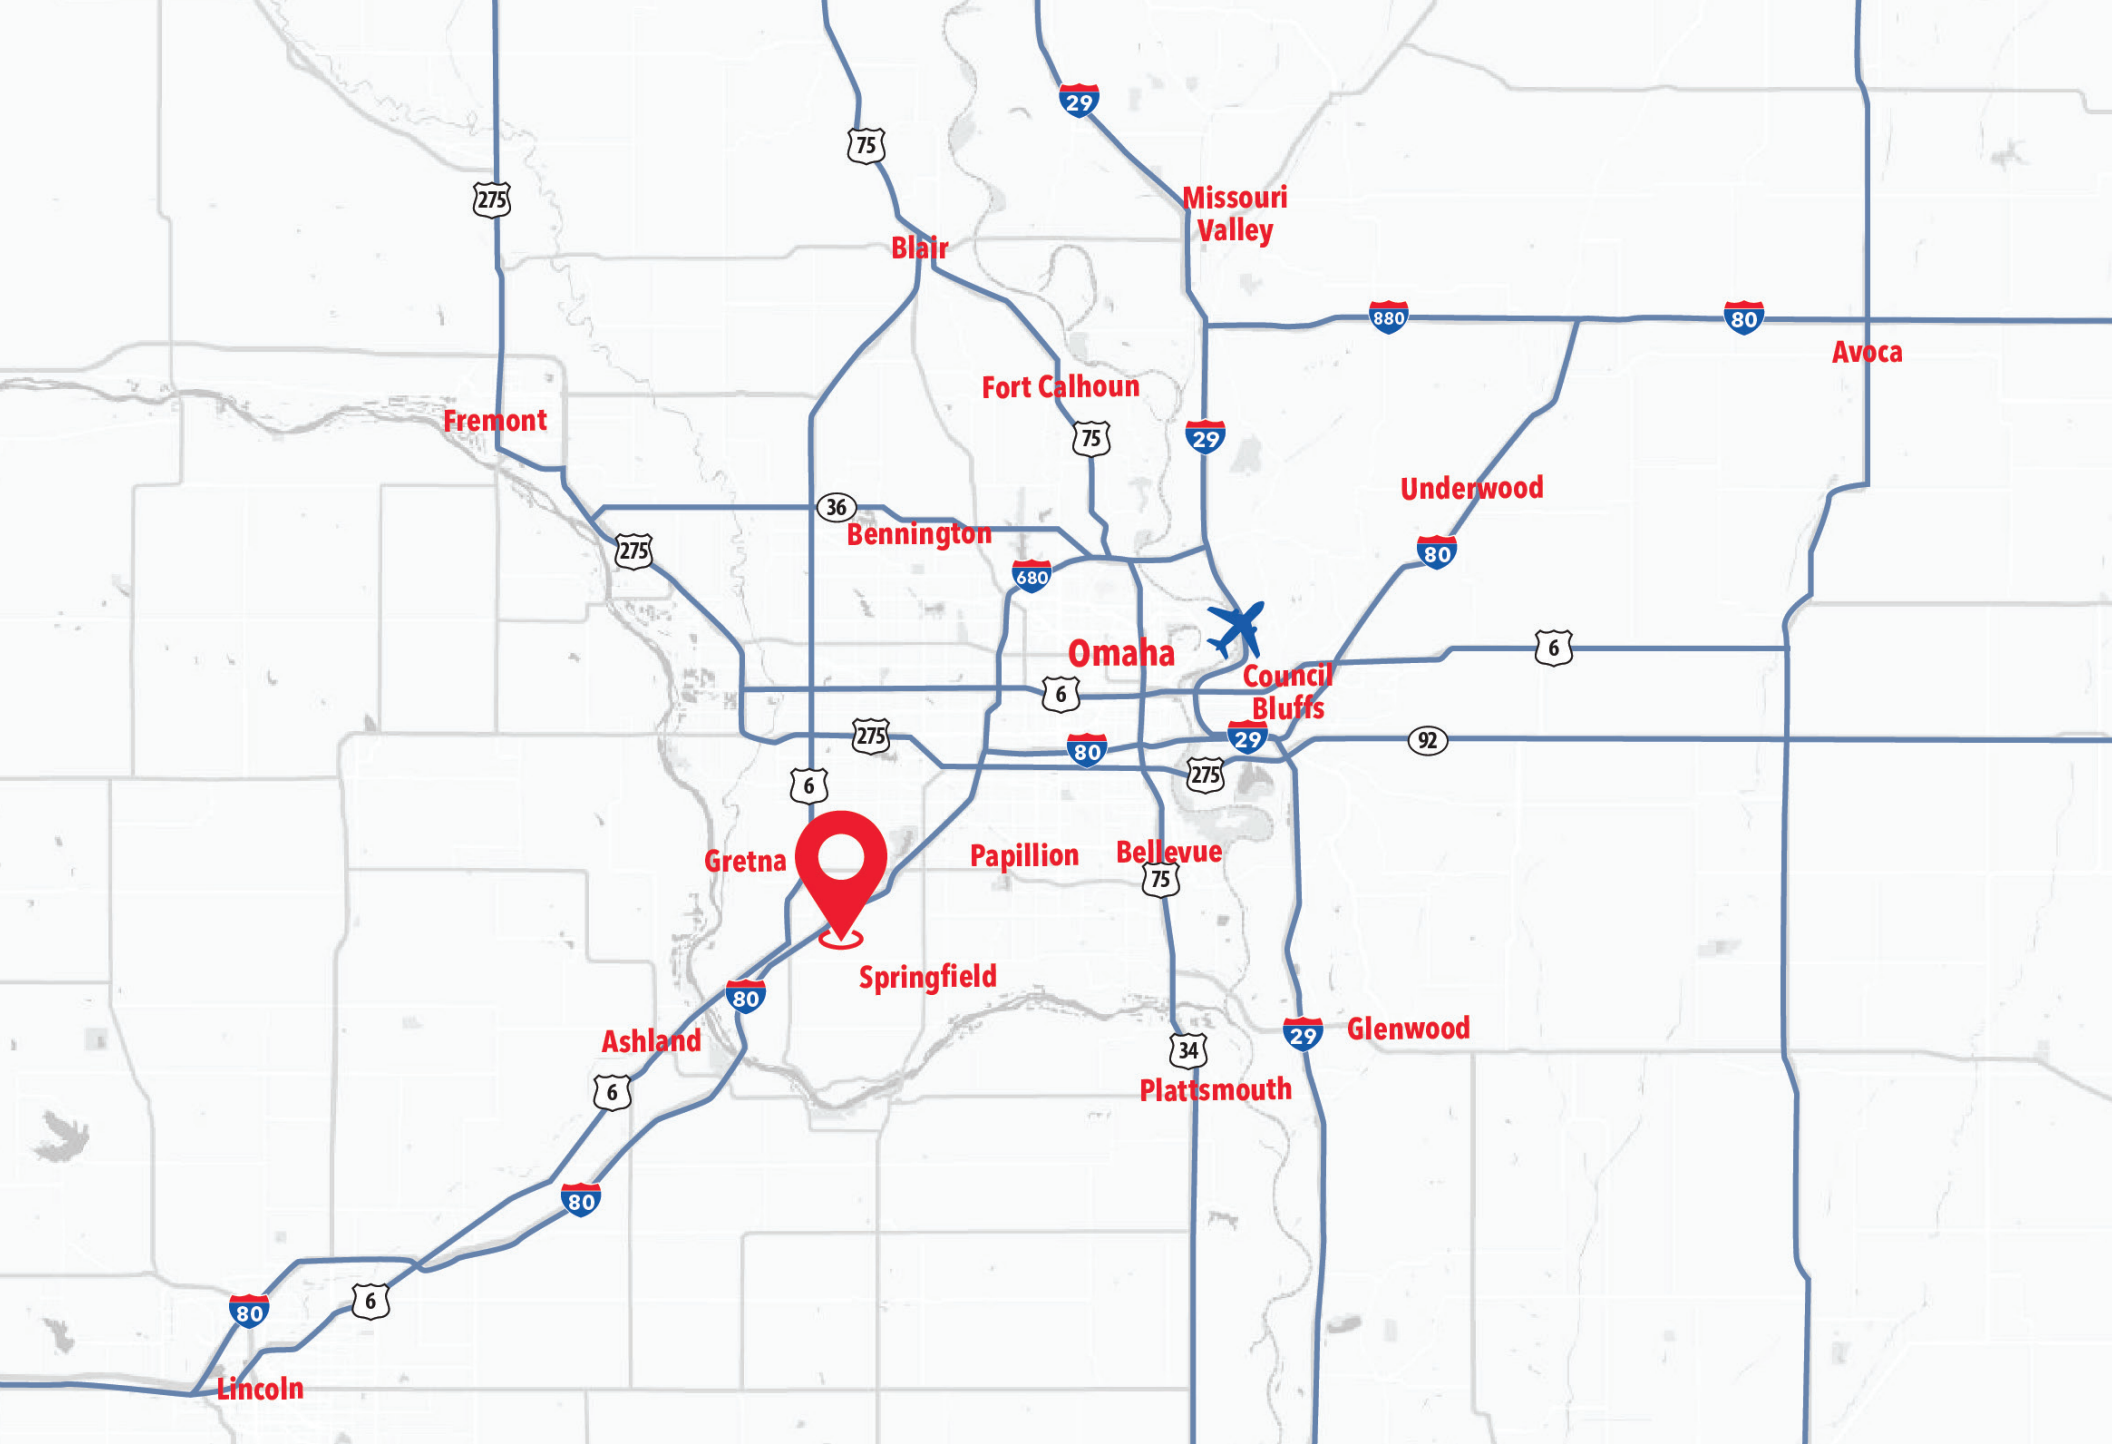 29
75
Missouri
Valley
275
Blair
880
80
Avoca
Fort Calhoun
Fremont
75
29
Underwood
36
Bennington
275
80
680
Omaha
6
Council
6
Bluffs
275
80
29
92
275
6
Gretna
Papillion
Bellevue
75
Springfield
80
Ashland
29
Glenwood
34
6
Plattsmouth
80
80
6
Lincoln